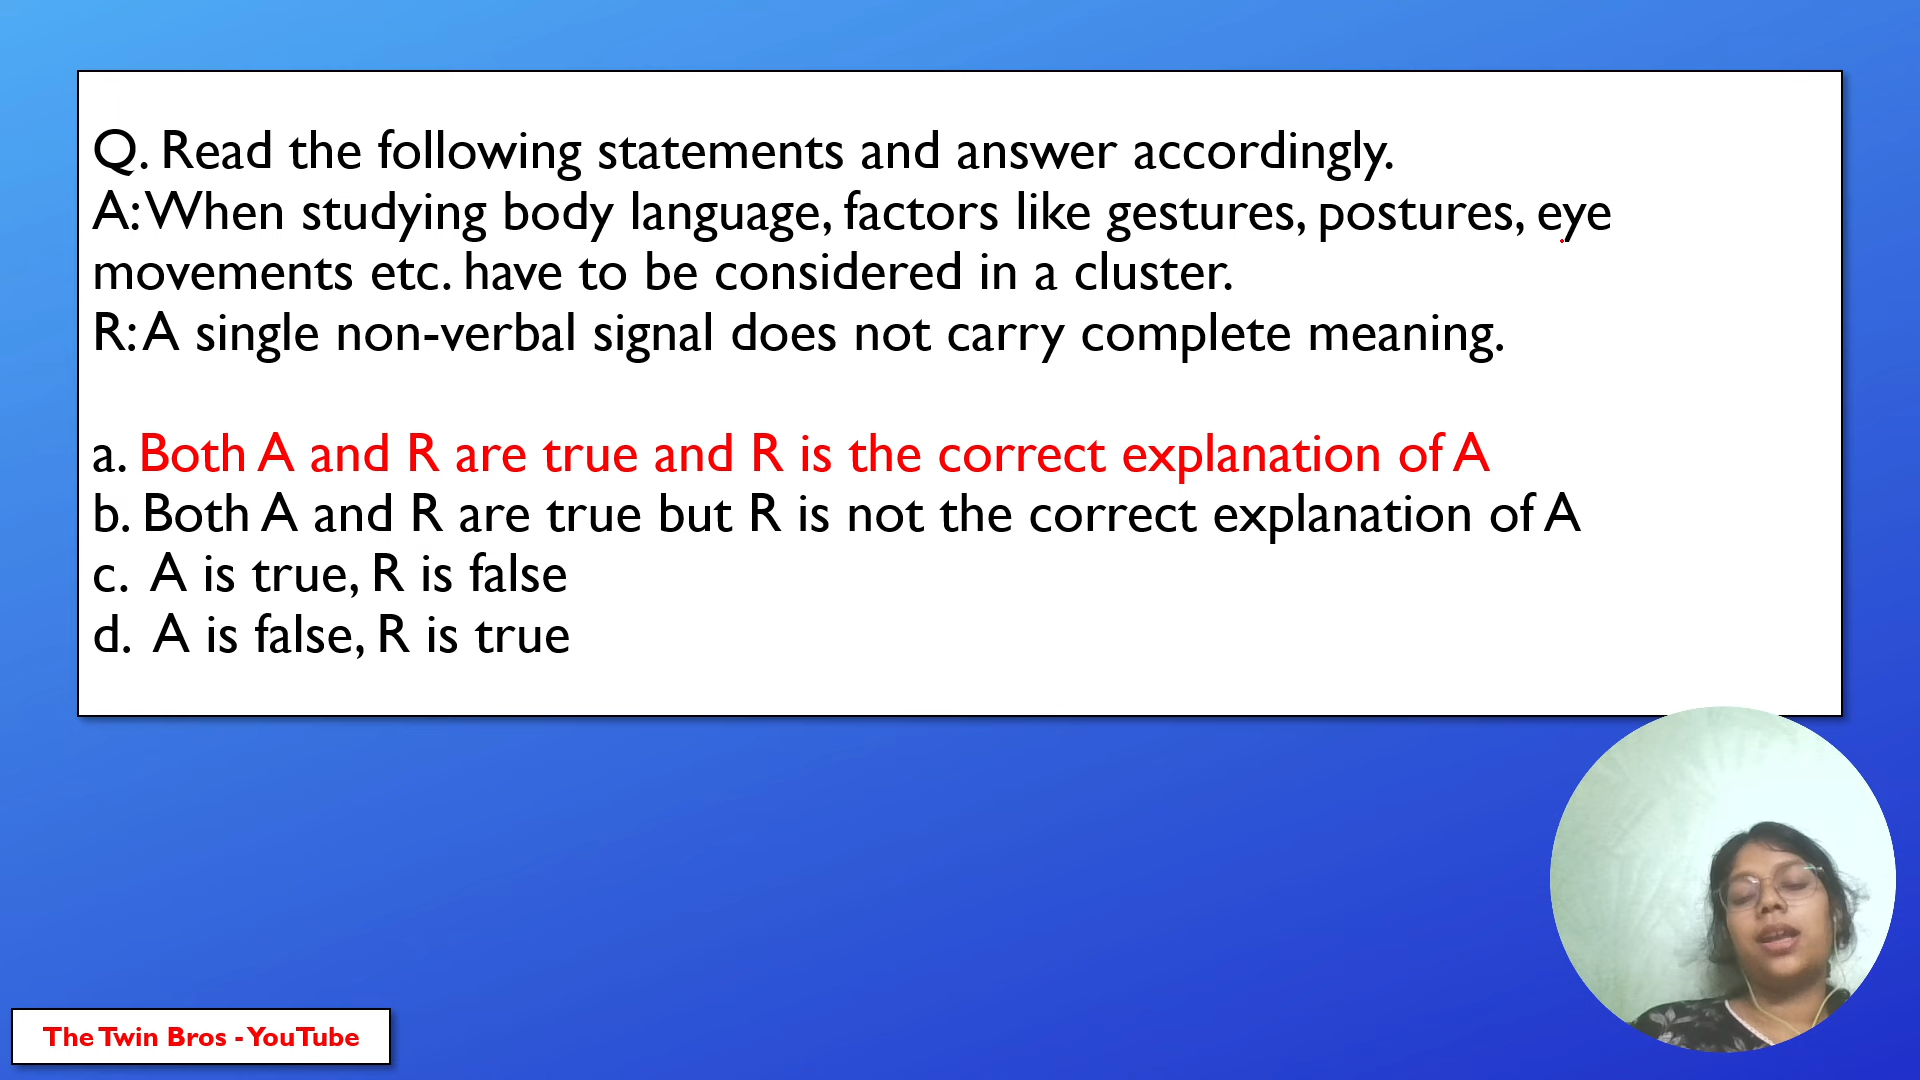 Q. Read the following statements and answer accordingly.
A: When studying body language, factors like gestures, postures, eye
movements etc. have to be considered in a cluster.
R: A single non-verbal signal does not carry complete meaning.
a. Both A and R are true and R is the correct explanation of A
b. Both A and R are true but R is not the correct explanation of A
c. A is true, R is false
d. A is false, R is true
The Twin Bros - YouTube